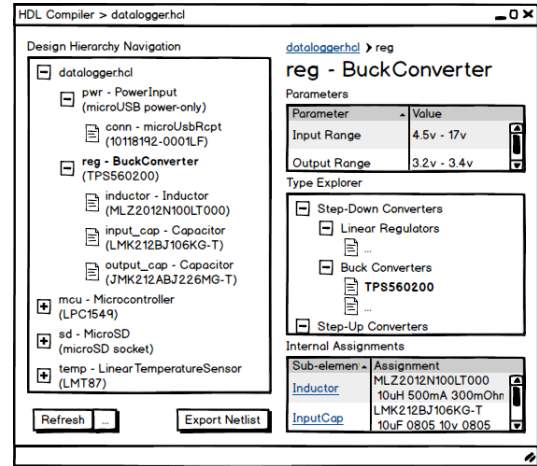 HDL Compiler > datalogger.hcl
Design Hierarchy Navigation
datalogger.hcl
pwr - PowerInput
(microUSB power-only)
conn - microUsbRcpt
(10118192-0001LF)
reg - BuckConverter
(TPS560200)
inductor - Inductor
(MLZ2012N100LT000)
input_cap - Capacitor
(LMK212BJ106KG-T)
output_cap - Capacitor
(JMK212ABJ226MG-T)
mcu - Microcontroller
(LPC1549)
sd - MicroSD
(microSD socket)
temp - LinearTemperatureSensor
(LMT87)
Refresh ...
Export Netlist
datalogger.hcl > reg
reg - BuckConverter
Parameters
Parameter Value
Input Range 4.5v - 17v
Output Range 3.2v - 3.4v
Type Explorer
Step-Down Converters
Linear Regulators
...
Buck Converters
TPS560200
...
Step-Up Converters
Internal Assignments
Sub-elemen Assignment
Inductor MLZ2012N100LT000
10uH 500mA 300mOhn
InputCap LMK212BJ106KG-T
10uF 0805 10v 0805